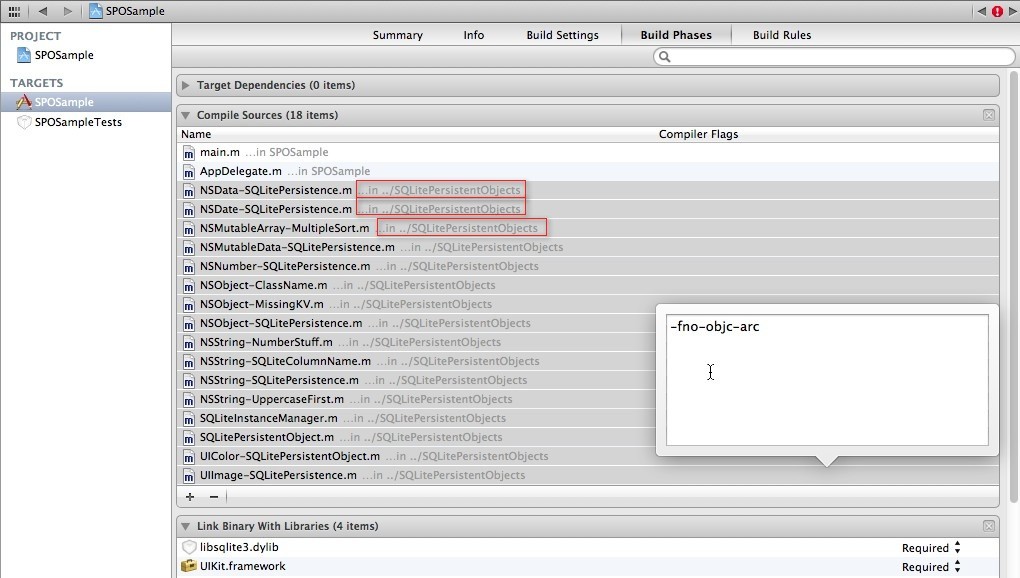 SPOSample
PROJECT
SPOSample
TARGETS
SPOSample
SPOSampleTests
Summary Info Build Settings Build Phases Build Rules
Target Dependencies (0 items)
Compile Sources (18 items)
Name Compiler Flags
main.m ...in SPOSample
AppDelegate.m ...in SPOSample
NSData-SQLitePersistence.m ...in ../SQLitePersistentObjects
NSDate-SQLitePersistence.m ...in ../SQLitePersistentObjects
NSMutableArray-MultipleSort.m ...in ../SQLitePersistentObjects
NSMutableData-SQLitePersistence.m ...in ../SQLitePersistentObjects
NSNumber-SQLitePersistence.m ...in ../SQLitePersistentObjects
NSObject-ClassName.m ...in ../SQLitePersistentObjects
NSObject-MissingKV.m ...in ../SQLitePersistentObjects
NSObject-SQLitePersistence.m ...in ../SQLitePersistentObjects
NSString-NumberStuff.m ...in ../SQLitePersistentObjects
NSString-SQLiteColumnName.m ...in ../SQLitePersistentObjects
NSString-SQLitePersistence.m ...in ../SQLitePersistentObjects
NSString-UppercaseFirst.m ...in ../SQLitePersistentObjects
SQLiteInstanceManager.m ...in ../SQLitePersistentObjects
SQLitePersistentObject.m ...in ../SQLitePersistentObjects
UIColor-SQLitePersistentObject.m ...in ../SQLitePersistentObjects
UIImage-SQLitePersistence.m ...in ../SQLitePersistentObjects
-fno-objc-arc
Link Binary With Libraries (4 items)
libsqlite3.dylib Required
UIKit.framework Required